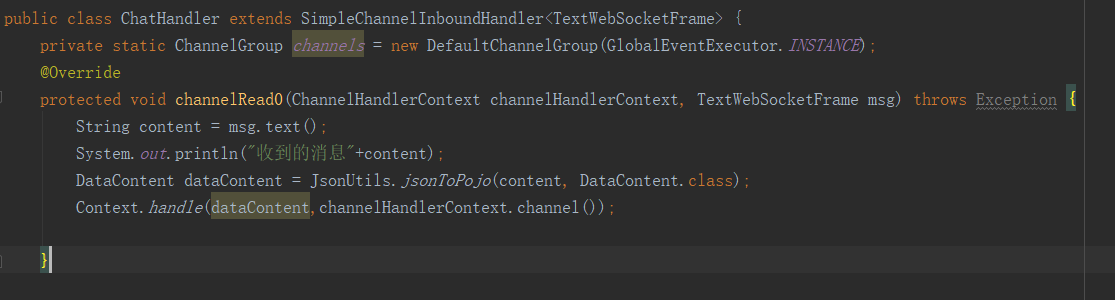 public class ChatHandler extends SimpleChannelInboundHandler<TextWebSocketFrame> {
    private static ChannelGroup channels = new DefaultChannelGroup(GlobalEventExecutor.INSTANCE);
    @Override
    protected void channelRead0(ChannelHandlerContext channelHandlerContext, TextWebSocketFrame msg) throws Exception {
        String content = msg.text();
        System.out.println("收到的消息"+content);
        DataContent dataContent = JsonUtils.jsonToPojo(content, DataContent.class);
        Context.handle(dataContent,channelHandlerContext.channel());
    }